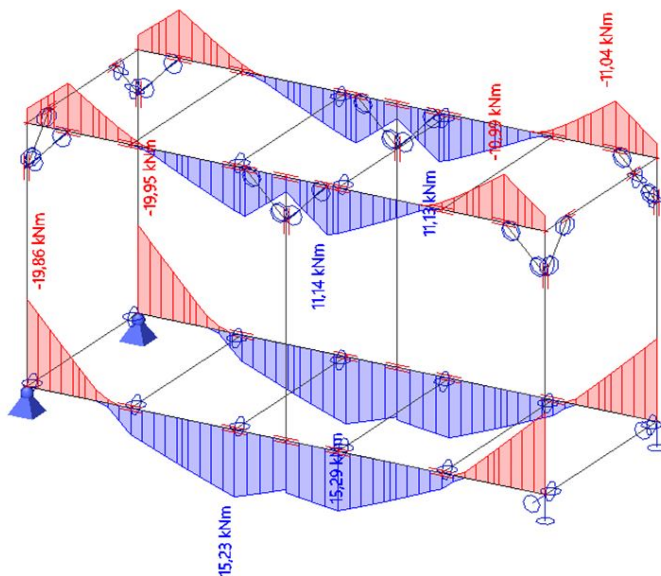 -11,04 kNm
-10,99 kNm
-19,95 kNm
-19,86 kNm
11,13 kNm
11,14 kNm
15,29 kNm
15,23 kNm